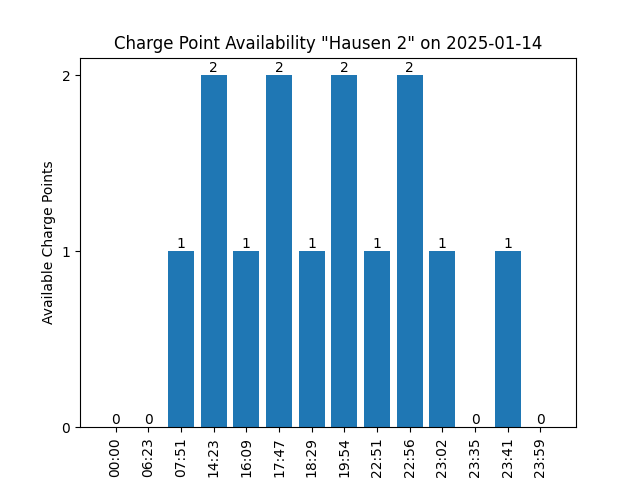 Charge Point Availability "Hausen 2" on 2025-01-14
Available Charge Points
2
1
0
0 0 1 2 1 2 1 2 1 2 1 0 1 0
00:00 06:23 07:51 14:23 16:09 17:47 18:29 19:54 22:51 22:56 23:02 23:35 23:41 23:59